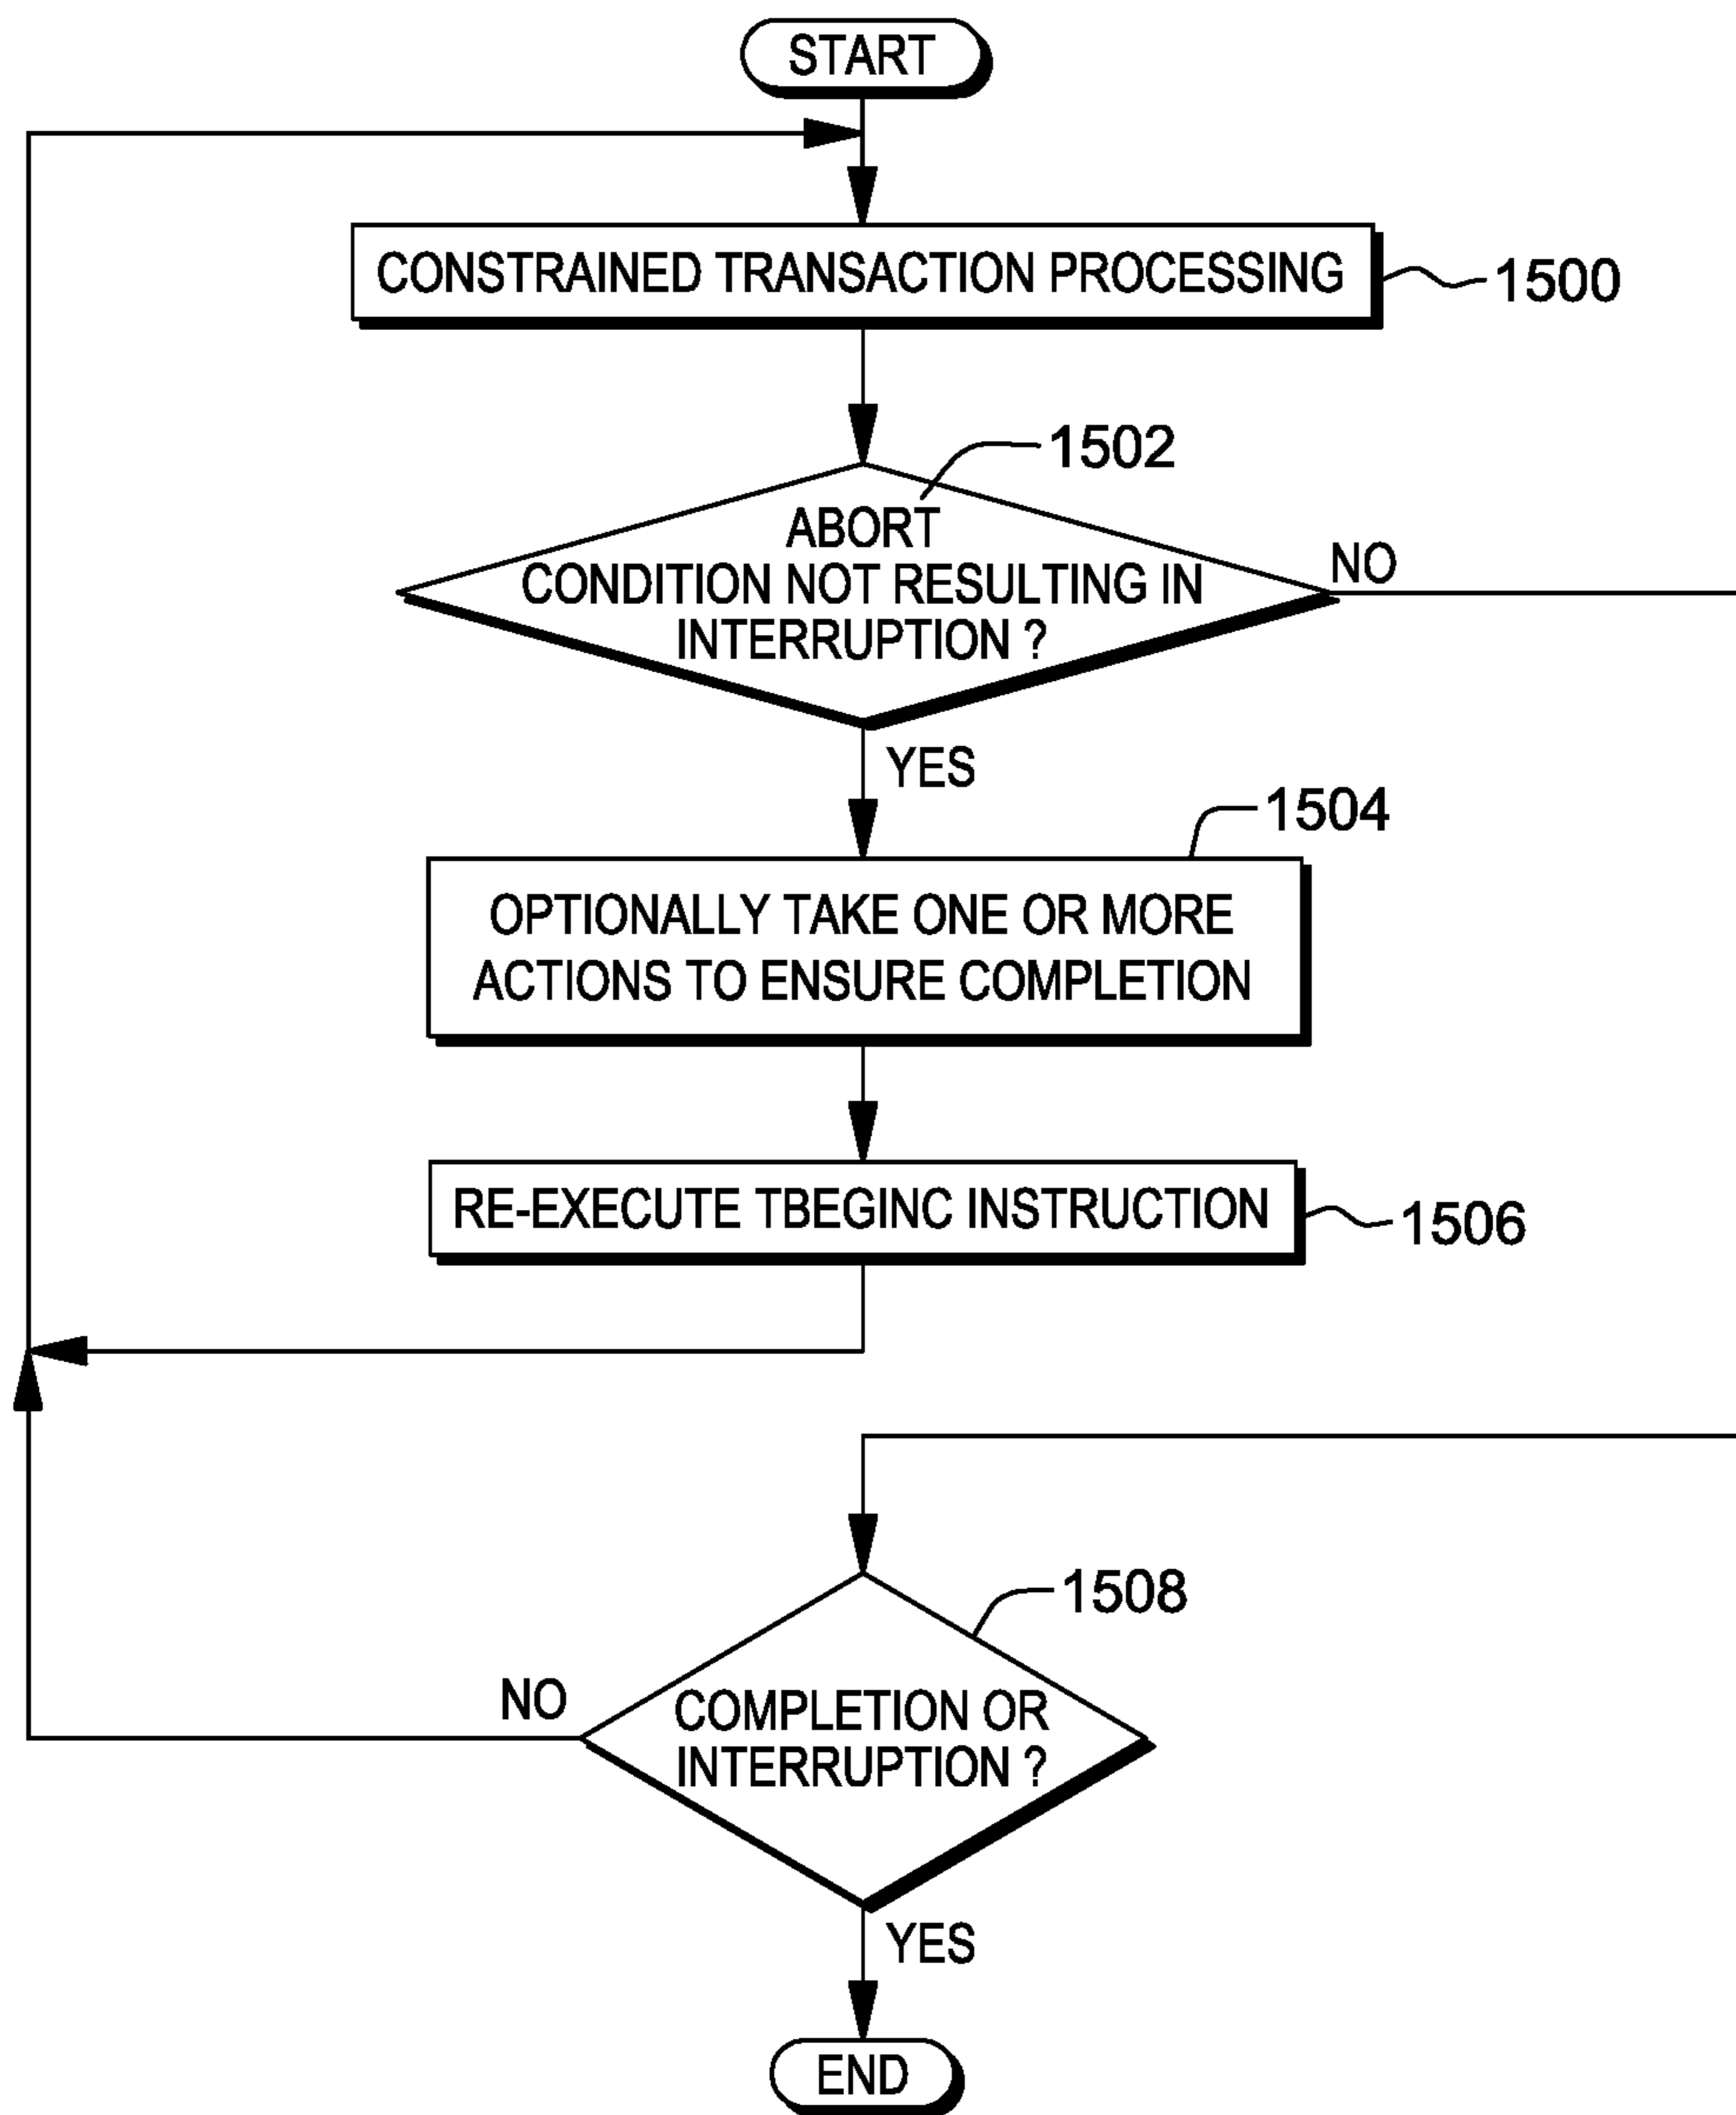 START
CONSTRAINED TRANSACTION PROCESSING
1500
1502
ABORT
CONDITION NOT RESULTING IN
INTERRUPTION ?
NO
YES
1504
OPTIONALLY TAKE ONE OR MORE
ACTIONS TO ENSURE COMPLETION
RE-EXECUTE TBEGINC INSTRUCTION
1506
1508
COMPLETION OR
INTERRUPTION ?
NO
YES
END